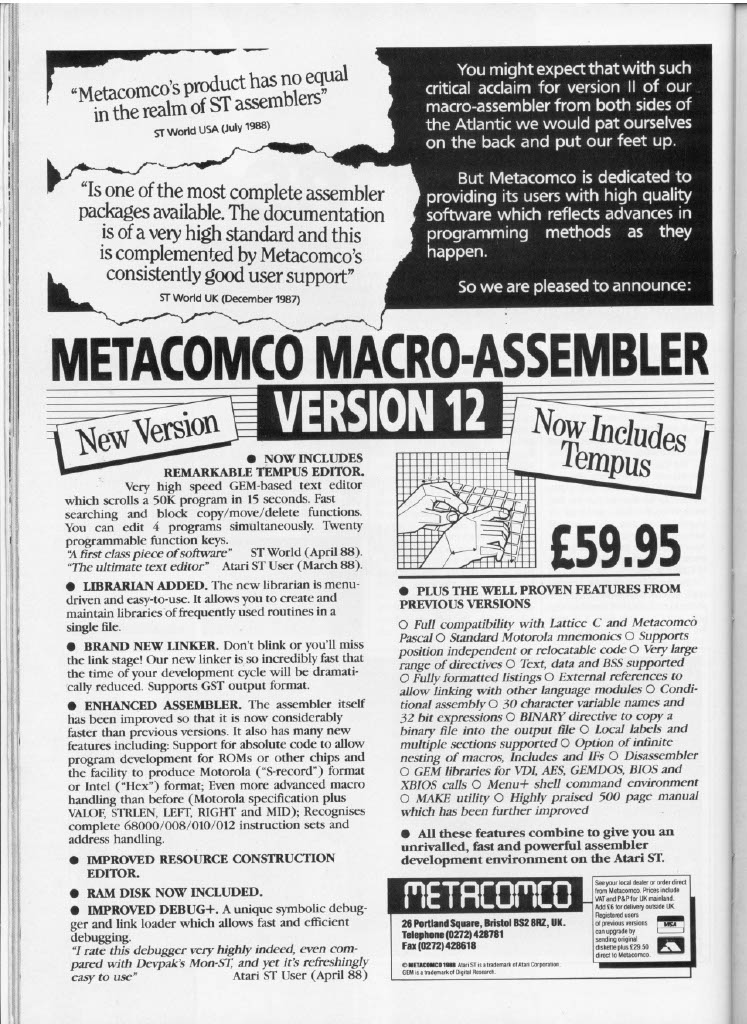 "Metacomco's product has no equal
in the realm of ST assemblers"
ST World USA (July 1988)
"Is one of the most complete assembler
packages available. The documentation
is of a very high standard and this
is complemented by Metacomco's
consistently good user support"
ST World UK (December 1987)
You might expect that with such
critical acclaim for version II of our
macro-assembler from both sides of
the Atlantic we would pat ourselves
on the back and put our feet up.
But Metacomco is dedicated to
providing its users with high quality
software which reflects advances in
programming methods as they
happen.
So we are pleased to announce:
METACOMCO MACRO-ASSEMBLER
VERSION 12
New Version
Now Includes
Tempus
● NOW INCLUDES
REMARKABLE TEMPUS EDITOR.
Very high speed GEM-based text editor
which scrolls a 50K program in 15 seconds. Fast
searching and block copy/move/delete functions.
You can edit 4 programs simultaneously. Twenty
programmable function keys.
"A first class piece of software" ST World (April 88).
"The ultimate text editor" Atari ST User (March 88).
● LIBRARIAN ADDED. The new librarian is menu-
driven and easy-to-use. It allows you to create and
maintain libraries of frequently used routines in a
single file.
● BRAND NEW LINKER. Don't blink or you'll miss
the link stage! Our new linker is so incredibly fast that
the time of your development cycle will be dramati-
cally reduced. Supports GST output format.
● ENHANCED ASSEMBLER. The assembler itself
has been improved so that it is now considerably
faster than previous versions. It also has many new
features including: Support for absolute code to allow
program development for ROMs or other chips and
the facility to produce Motorola ("S-record") format
or Intel ("Hex") format; Even more advanced macro
handling than before (Motorola specification plus
VALOF, STRLEN, LEFT, RIGHT and MID); Recognises
complete 68000/008/010/012 instruction sets and
address handling.
● IMPROVED RESOURCE CONSTRUCTION
EDITOR.
● RAM DISK NOW INCLUDED.
● IMPROVED DEBUG+. A unique symbolic debug-
ger and link loader which allows fast and efficient
debugging.
"I rate this debugger very highly indeed, even com-
pared with Devpak's Mon-ST, and yet it's refreshingly
easy to use" Atari ST User (April 88)
£59.95
● PLUS THE WELL PROVEN FEATURES FROM
PREVIOUS VERSIONS
○ Full compatibility with Lattice C and Metacomco
Pascal ○ Standard Motorola mnemonics ○ Supports
position independent or relocatable code ○ Very large
range of directives ○ Text, data and BSS supported
○ Fully formatted listings ○ External references to
allow linking with other language modules ○ Condi-
tional assembly ○ 30 character variable names and
32 bit expressions ○ BINARY directive to copy a
binary file into the output file ○ Local labels and
multiple sections supported ○ Option of infinite
nesting of macros, Includes and IFs ○ Disassembler
○ GEM libraries for VDI, AES, GEMDOS, BIOS and
XBIOS calls ○ Menu+ shell command environment
○ MAKE utility ○ Highly praised 500 page manual
which has been further improved
● All these features combine to give you an
unrivalled, fast and powerful assembler
development environment on the Atari ST.
METACOMCO
26 Portland Square, Bristol BS2 8RZ, UK.
Telephone (0272) 428781
Fax (0272) 428618
© METACOMCO 1988 Atari ST is a trademark of Atari Corporation
GEM is a trademark of Digital Research.
See your local dealer or order direct
from Metacomco. Prices include
VAT and P&P for UK mainland.
Add £6 for delivery outside UK.
Registered users
of previous versions
can upgrade by
sending original
diskette plus £29.50
direct to Metacomco.
VISA